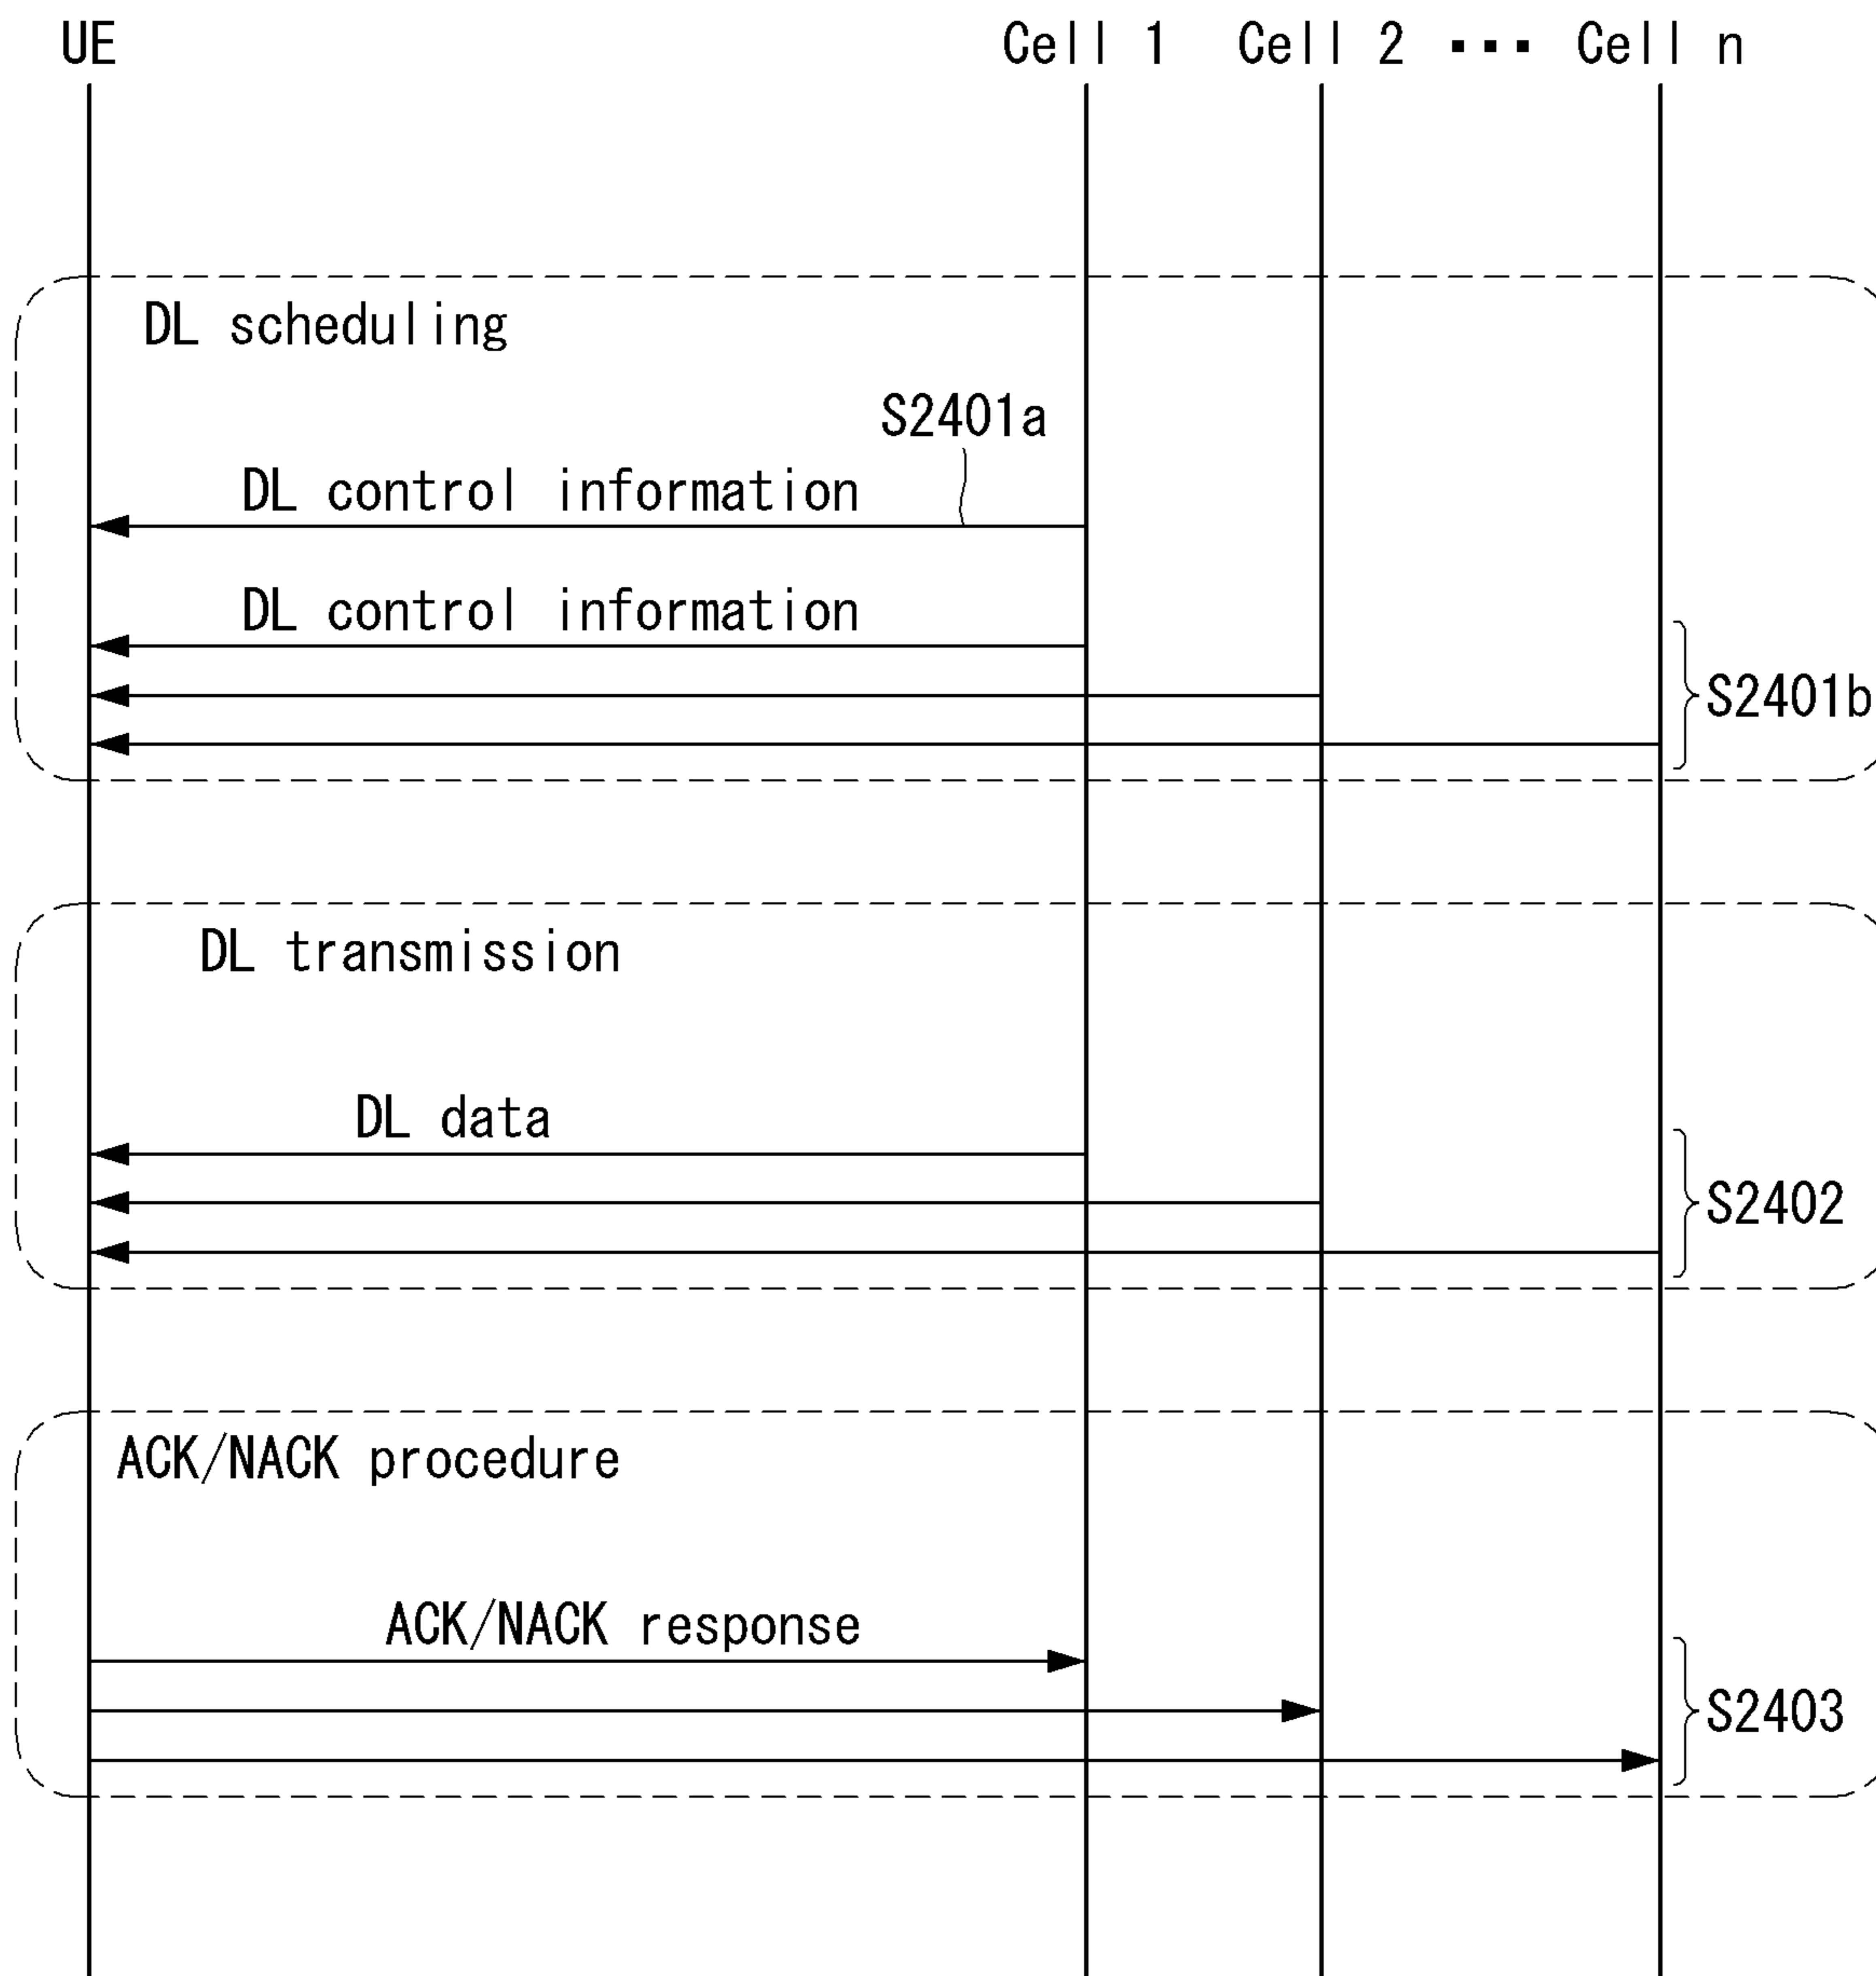 UE Cell 1 Cell 2 ▪▪▪ Cell n
DL scheduling
S2401a
DL control information
DL control information
S2401b
DL transmission
DL data
S2402
ACK/NACK procedure
ACK/NACK response
S2403